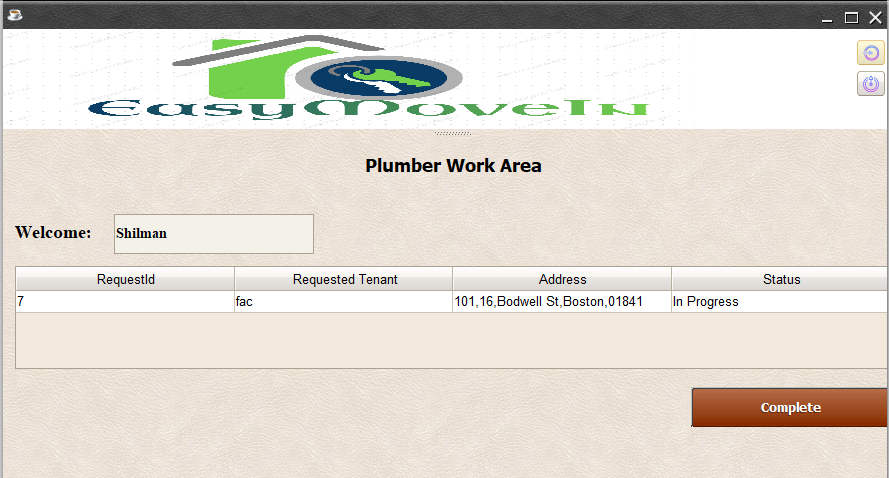 EasyMoveIn
Plumber Work Area
Welcome: Shilman
RequestId Requested Tenant Address Status
7 fac 101,16,Bodwell St,Boston,01841 In Progress
Complete